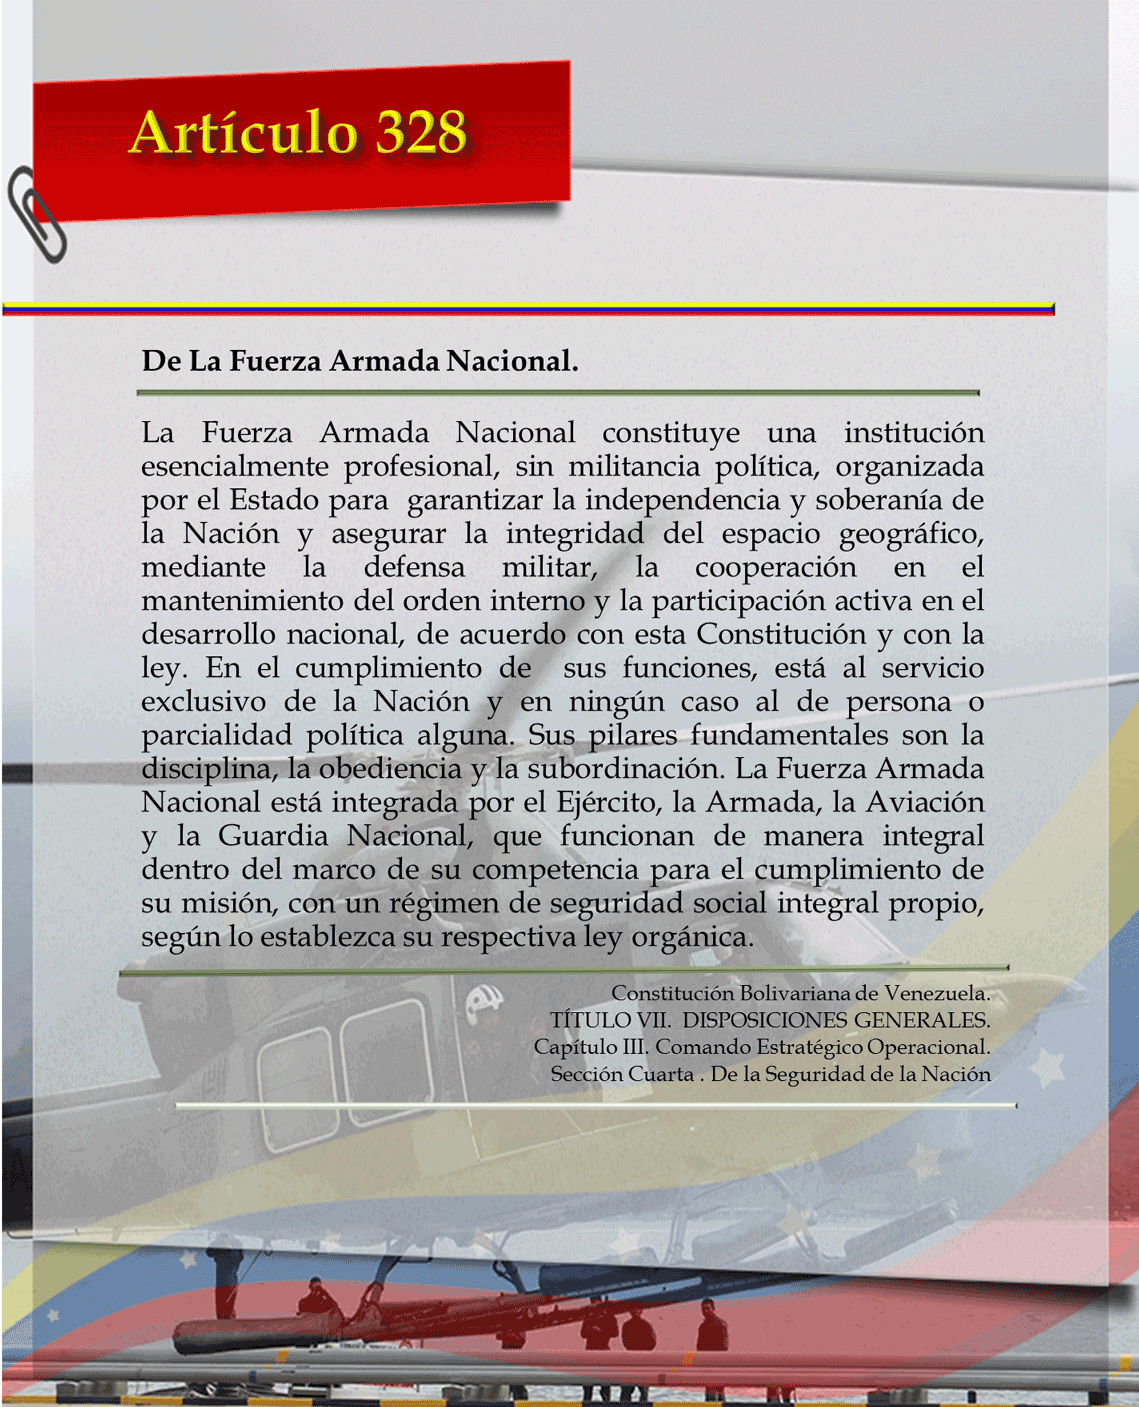 Artículo 328
De La Fuerza Armada Nacional.
La Fuerza Armada Nacional constituye una institución
esencialmente profesional, sin militancia política, organizada
por el Estado para garantizar la independencia y soberanía de
la Nación y asegurar la integridad del espacio geográfico,
mediante la defensa militar, la cooperación en el
mantenimiento del orden interno y la participación activa en el
desarrollo nacional, de acuerdo con esta Constitución y con la
ley. En el cumplimiento de sus funciones, está al servicio
exclusivo de la Nación y en ningún caso al de persona o
parcialidad política alguna. Sus pilares fundamentales son la
disciplina, la obediencia y la subordinación. La Fuerza Armada
Nacional está integrada por el Ejército, la Armada, la Aviación
y la Guardia Nacional, que funcionan de manera integral
dentro del marco de su competencia para el cumplimiento de
su misión, con un régimen de seguridad social integral propio,
según lo establezca su respectiva ley orgánica.
Constitución Bolivariana de Venezuela.
TÍTULO VII. DISPOSICIONES GENERALES.
Capítulo III. Comando Estratégico Operacional.
Sección Cuarta . De la Seguridad de la Nación